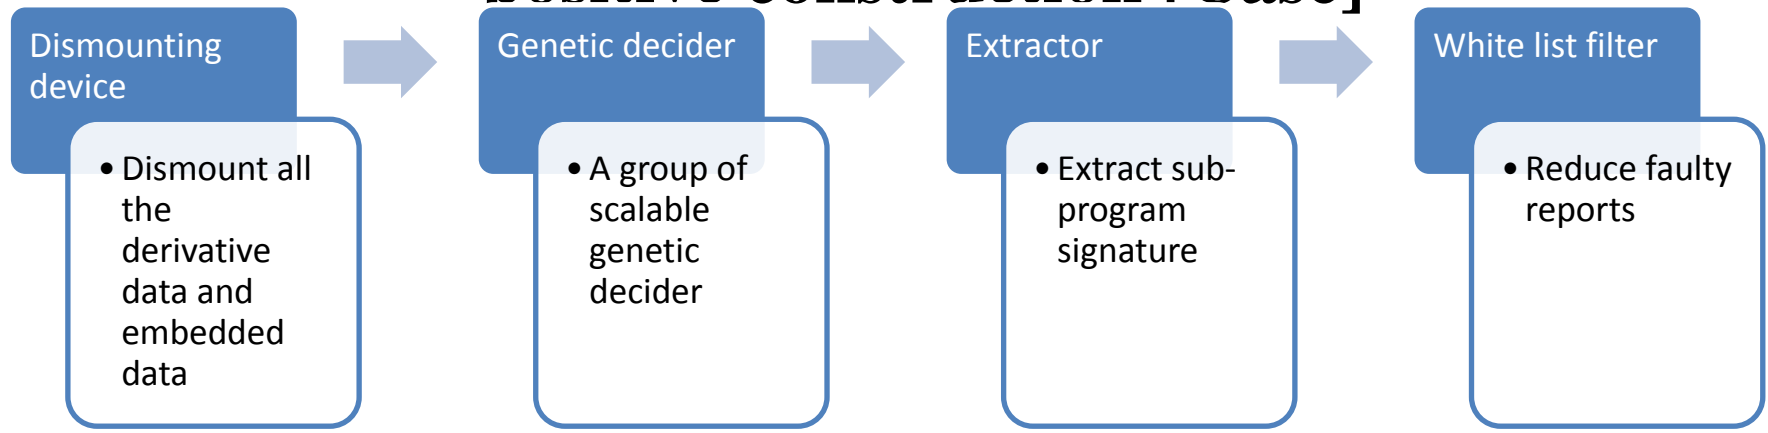 Dismounting
device
• Dismount all
the
derivative
data and
embedded
data
Genetic decider
• A group of
scalable
genetic
decider
Extractor
• Extract sub-
program
signature
White list filter
• Reduce faulty
reports